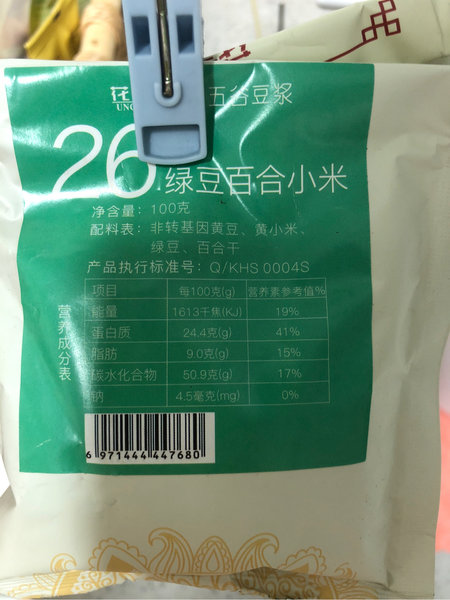 花
UNC
五谷豆浆
26.绿豆百合小米
净含量：100克
配料表：非转基因黄豆、黄小米、
绿豆、百合干
产品执行标准号：Q/KHS 0004S
营养成分表
项目 每100克(g) 营养素参考值%
能量 1613千焦(KJ) 19%
蛋白质 24.4克(g) 41%
脂肪 9.0克(g) 15%
碳水化合物 50.9克(g) 17%
钠 4.5毫克(mg) 0%
6 971444 447680